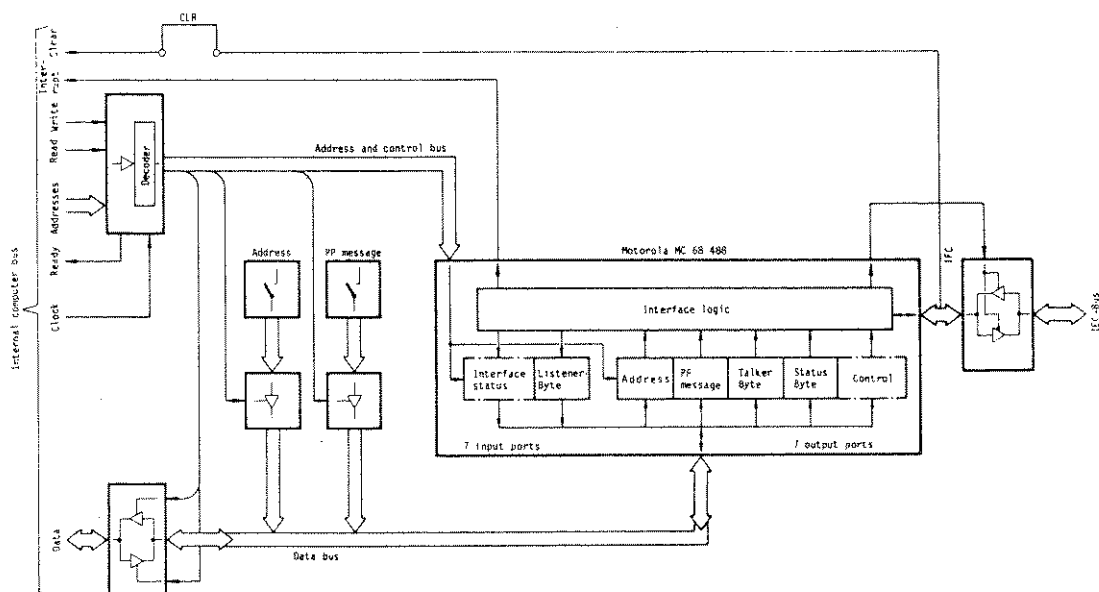 CLR
Internal computer bus
Clear
Inter-
rupt
Write
Read
Addresses
Ready
Clock
Data
Decoder
Address and control bus
Address
PP message
Motorola MC 68 488
IFC
IEC-Bus
Interface logic
Interface
status
Listener-
Byte
Address
PP
message
Talker
Byte
Status
Byte
Control
7 input ports
7 output ports
Data bus